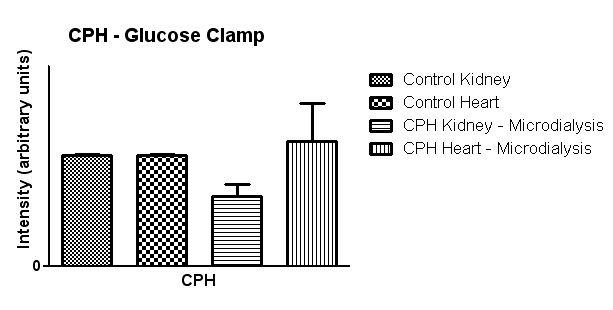 CPH - Glucose Clamp
Intensity (arbitrary units)
Control Kidney
Control Heart
CPH Kidney - Microdialysis
CPH Heart - Microdialysis
0
CPH